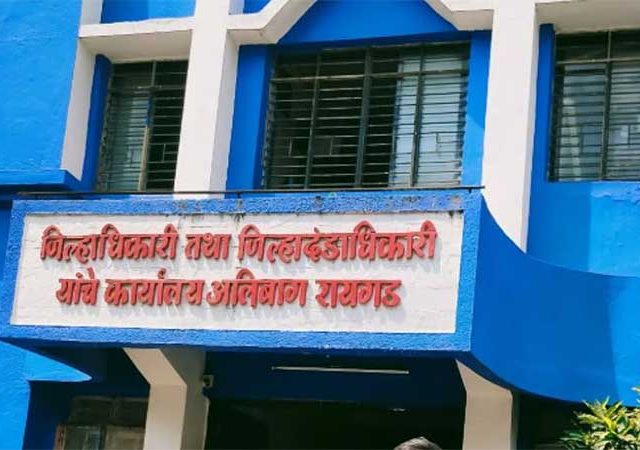 जिल्हाधिकारी तथा जिल्हादंडाधिकारी
यांचे कार्यालय अलिबाग रायगड